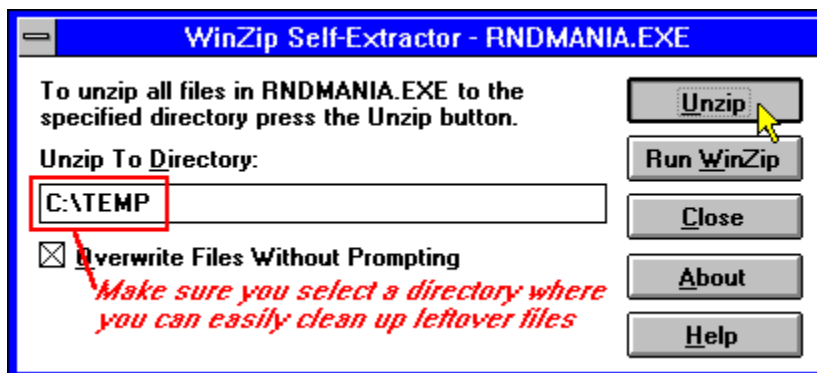 WinZip Self-Extractor - RNDMANIA.EXE
To unzip all files in RNDMANIA.EXE to the
specified directory press the Unzip button.
Unzip To Directory:
C:\TEMP
Overwrite Files Without Prompting
Make sure you select a directory where
you can easily clean up leftover files
Unzip
Run WinZip
Close
About
Help